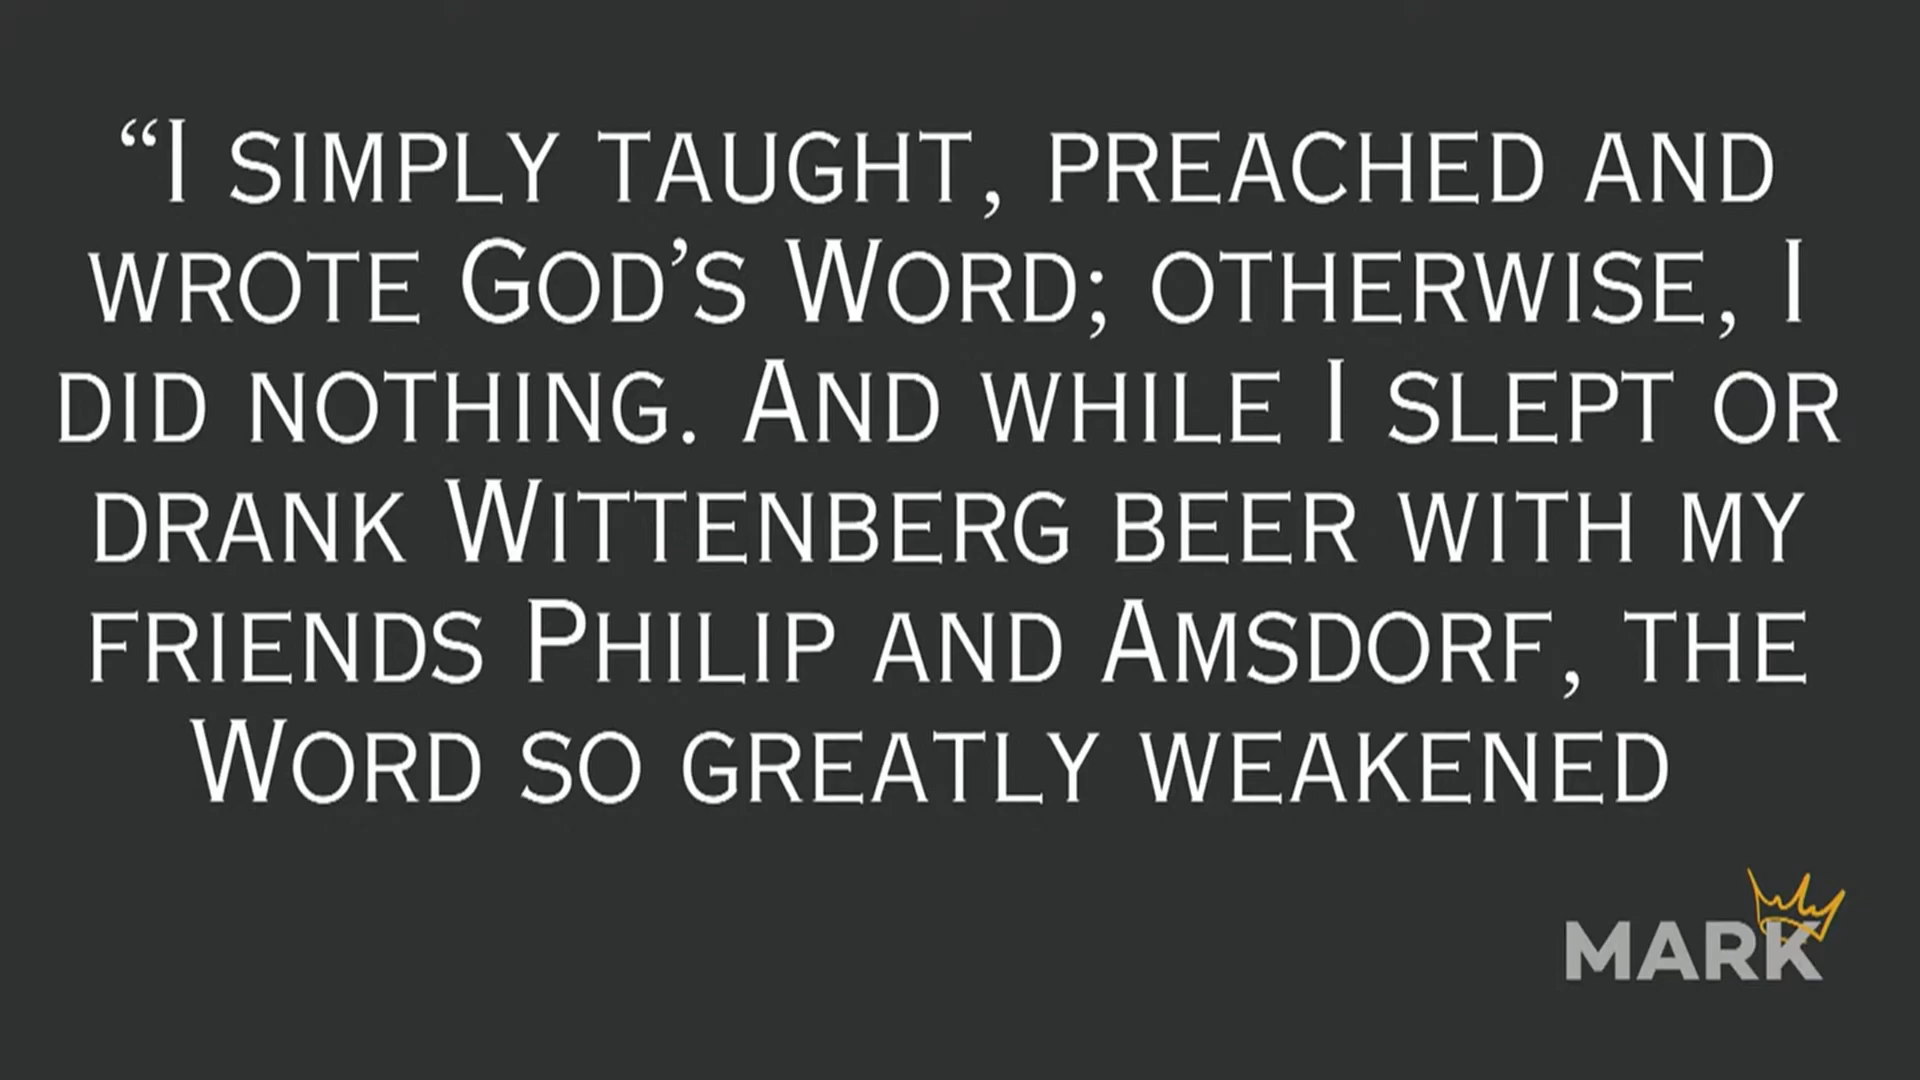 “I SIMPLY TAUGHT, PREACHED AND
WROTE GOD’S WORD; OTHERWISE, I
DID NOTHING. AND WHILE I SLEPT OR
DRANK WITTENBERG BEER WITH MY
FRIENDS PHILIP AND AMSDORF, THE
WORD SO GREATLY WEAKENED
MARK